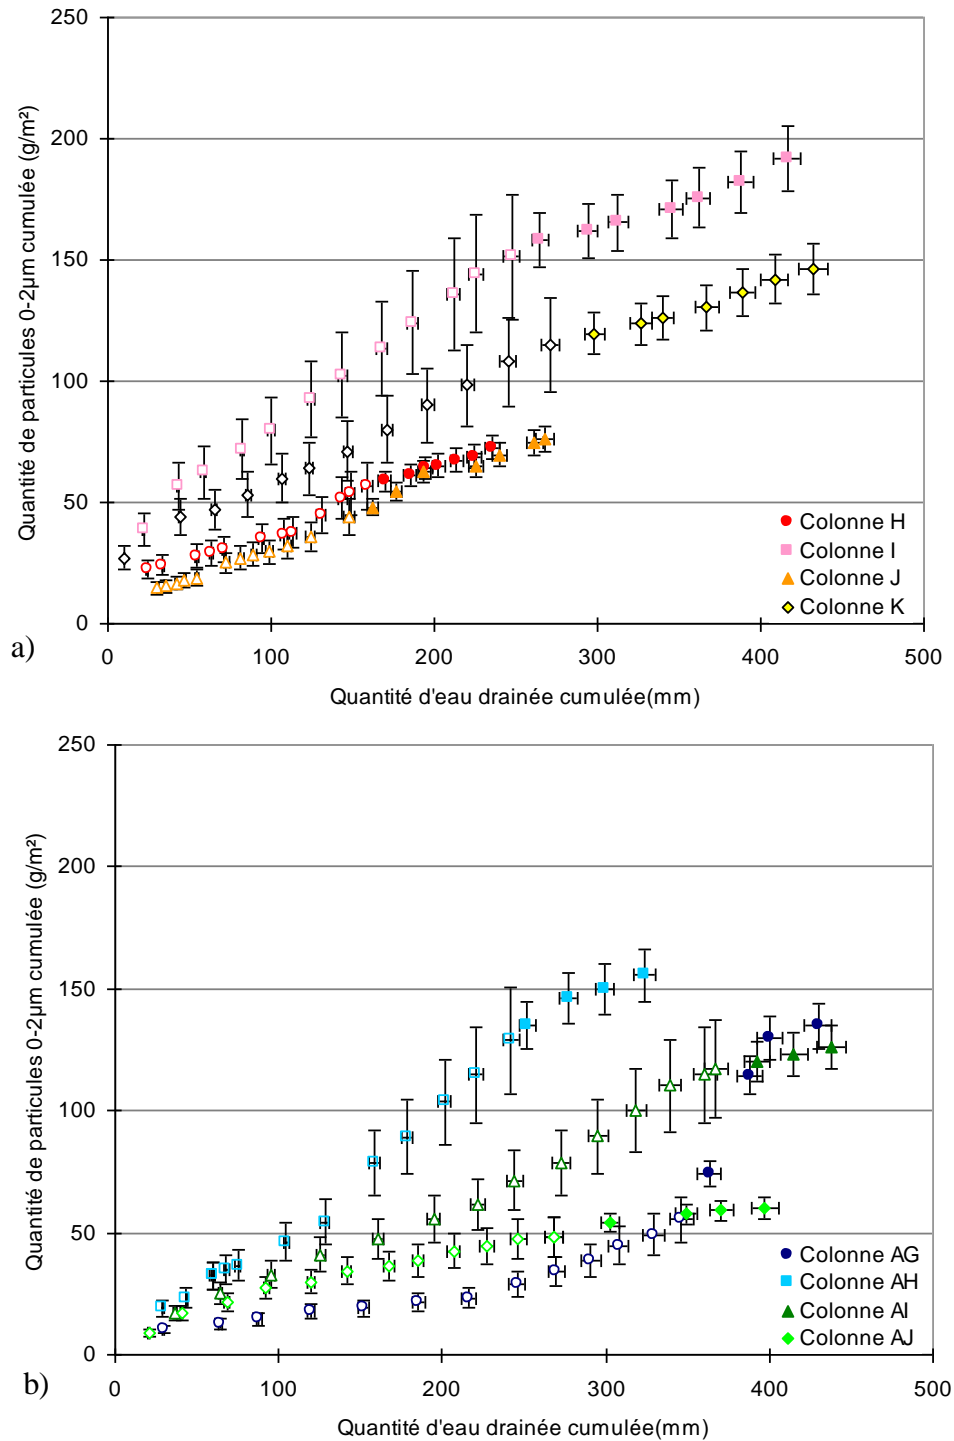 250
200
150
100
50
0
Quantité de particules 0-2µm cumulée (g/m²)
Colonne H
Colonne I
Colonne J
Colonne K
a)
0 100 200 300 400 500
Quantité d'eau drainée cumulée(mm)
250
200
150
100
50
0
Quantité de particules 0-2µm cumulée (g/m²)
Colonne AG
Colonne AH
Colonne AI
Colonne AJ
b)
0 100 200 300 400 500
Quantité d'eau drainée cumulée(mm)